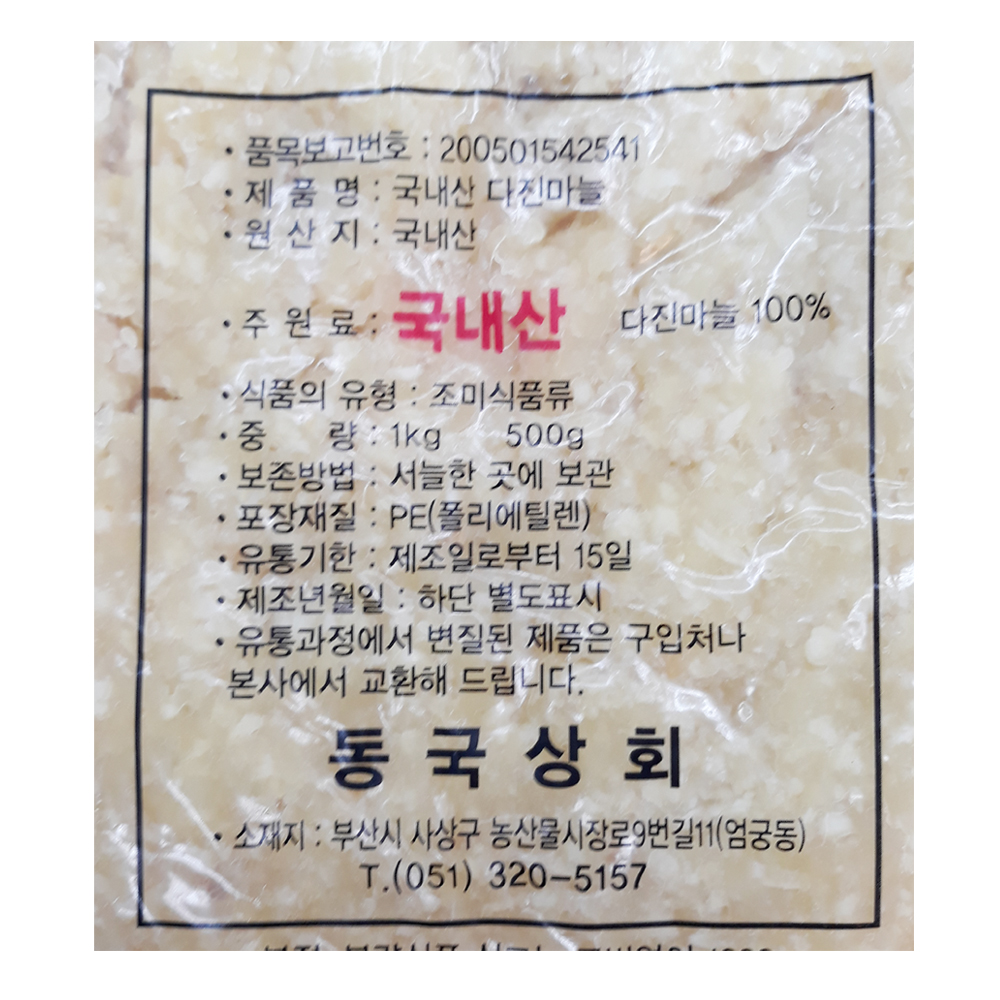 · 품목보고번호 : 200501542541
· 제 품 명 : 국내산 다진마늘
· 원 산 지 : 국내산
· 주 원 료 : 국내산 다진마늘 100%
· 식품의 유형 : 조미식품류
· 중 량 : 1kg 500g
· 보존방법 : 서늘한 곳에 보관
· 포장재질 : PE(폴리에틸렌)
· 유통기한 : 제조일로부터 15일
· 제조년월일 : 하단 별도표시
· 유통과정에서 변질된 제품은 구입처나
본사에서 교환해 드립니다.
동 국 상 회
· 소재지 : 부산시 사상구 농산물시장로9번길11(엄궁동)
T.(051) 320-5157